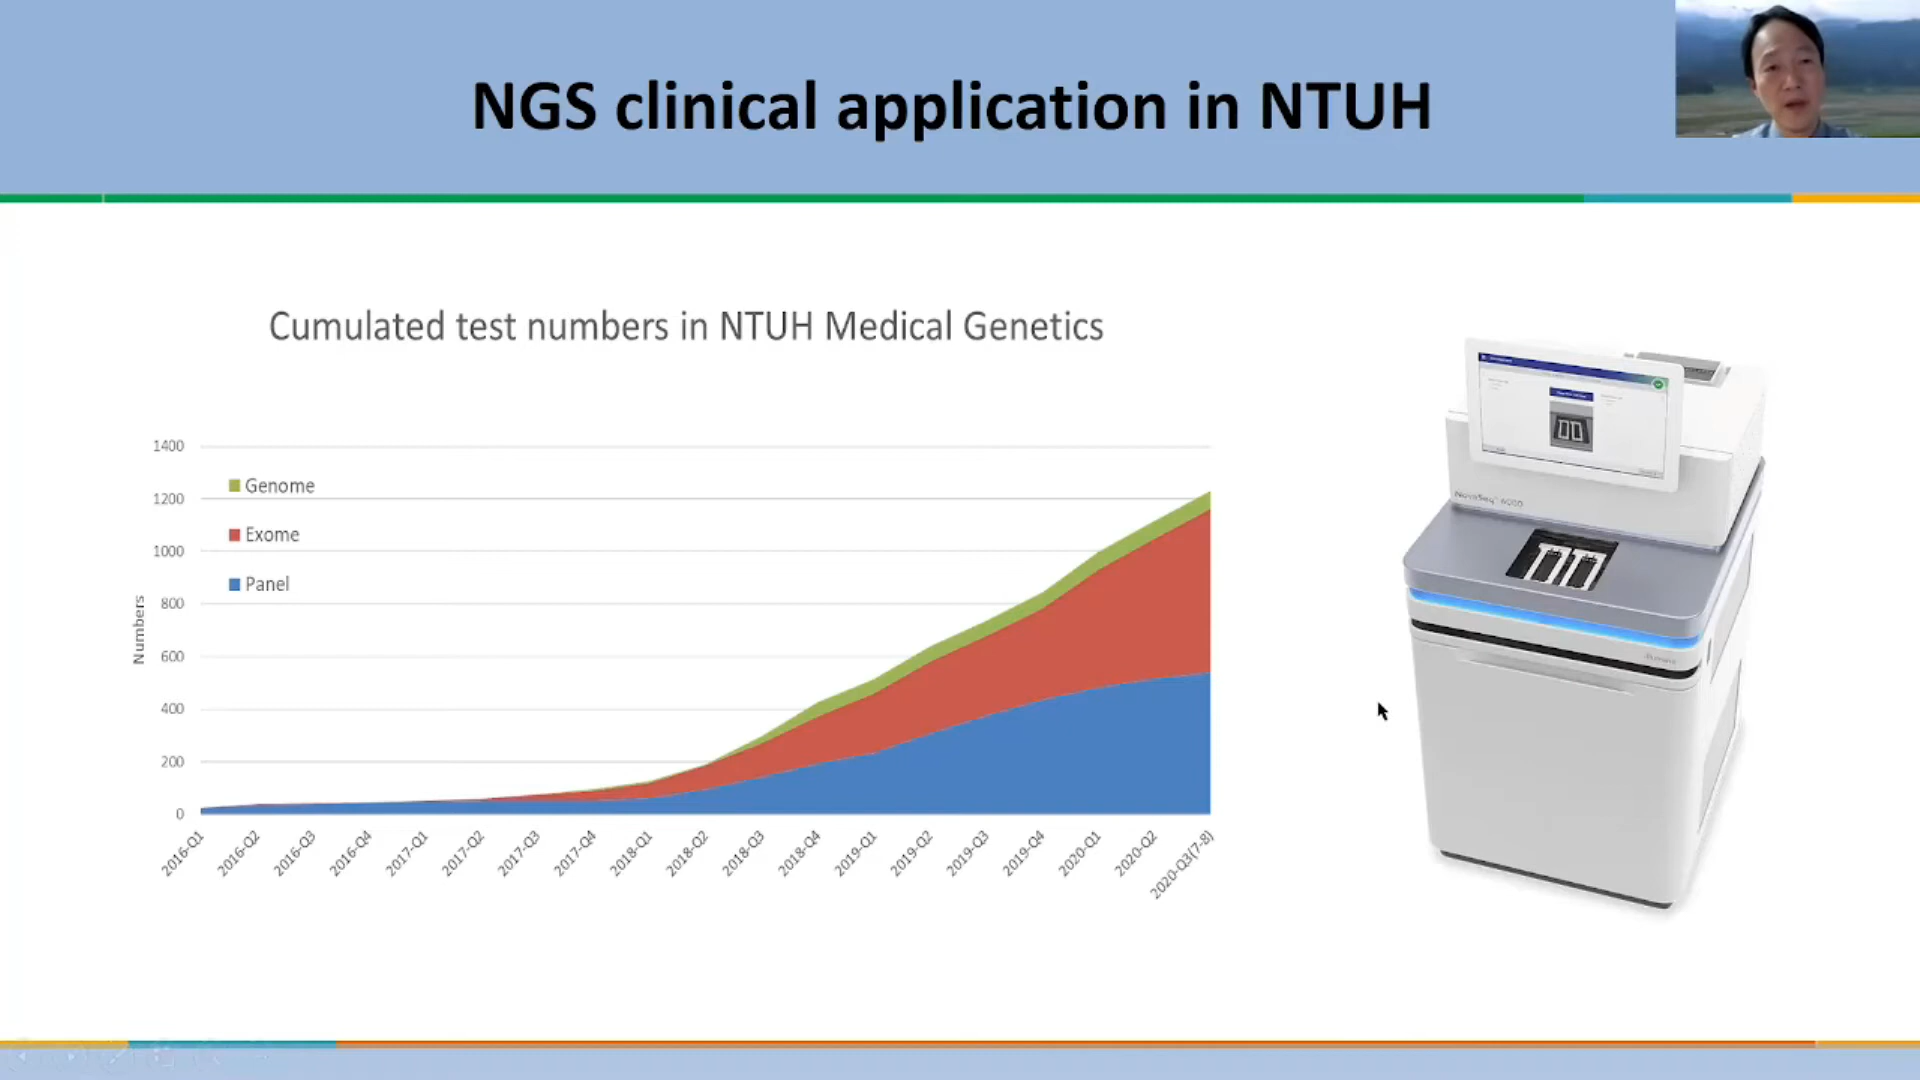 NGS clinical application in NTUH
Cumulated test numbers in NTUH Medical Genetics
1400
1200
1000
800
600
400
200
0
Numbers
Genome
Exome
Panel
2016-Q1
2016-Q2
2016-Q3
2016-Q4
2017-Q1
2017-Q2
2017-Q3
2017-Q4
2018-Q1
2018-Q2
2018-Q3
2018-Q4
2019-Q1
2019-Q2
2019-Q3
2019-Q4
2020-Q1
2020-Q2
2020-Q3(7-8)
NovaSeq 6000